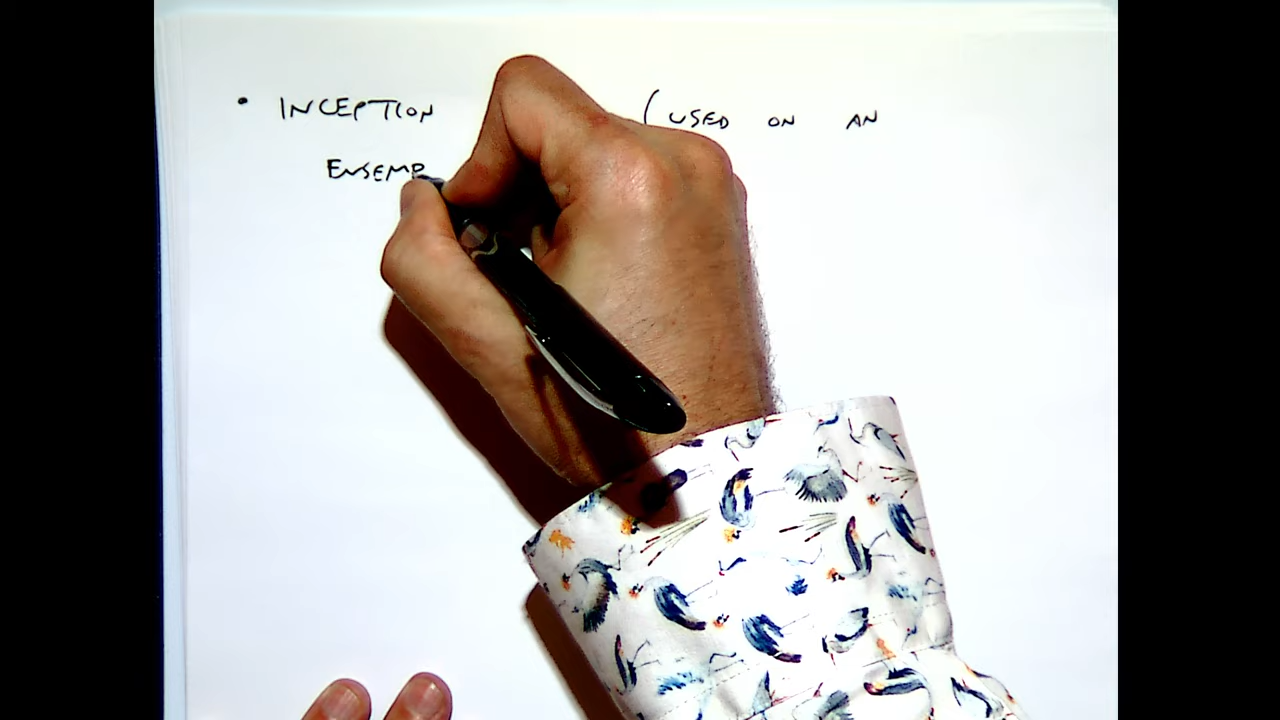 • INCEPTION (USED ON AN
ENSEMB